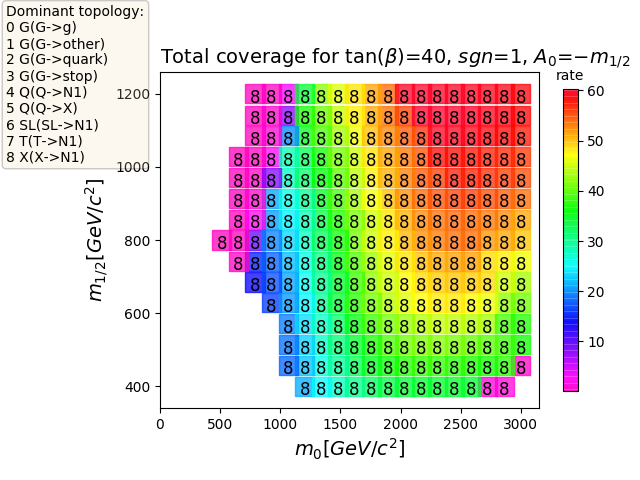 Dominant topology:
0 G(G->g)
1 G(G->other)
2 G(G->quark)
3 G(G->stop)
4 Q(Q->N1)
5 Q(Q->X)
6 SL(SL->N1)
7 T(T->N1)
8 X(X->N1)
Total coverage for tan(β)=40, sgn=1, A₀=−m₁/₂
rate
m₁/₂[GeV/c²]
1200
1000
800
600
400
8 8 8 8 8 8 8 8 8 8 8 8 8 8 8 8 8
8 8 8 8 8 8 8 8 8 8 8 8 8 8 8 8 8
8 8 8 8 8 8 8 8 8 8 8 8 8 8 8 8 8
8 8 8 8 8 8 8 8 8 8 8 8 8 8 8 8 8 8
8 8 8 8 8 8 8 8 8 8 8 8 8 8 8 8 8 8
8 8 8 8 8 8 8 8 8 8 8 8 8 8 8 8 8 8
8 8 8 8 8 8 8 8 8 8 8 8 8 8 8 8 8 8
8 8 8 8 8 8 8 8 8 8 8 8 8 8 8 8 8 8 8
8 8 8 8 8 8 8 8 8 8 8 8 8 8 8 8 8 8
8 8 8 8 8 8 8 8 8 8 8 8 8 8 8 8 8
8 8 8 8 8 8 8 8 8 8 8 8 8 8 8 8
8 8 8 8 8 8 8 8 8 8 8 8 8 8 8
8 8 8 8 8 8 8 8 8 8 8 8 8 8 8
8 8 8 8 8 8 8 8 8 8 8 8 8 8 8
8 8 8 8 8 8 8 8 8 8 8 8 8
0 500 1000 1500 2000 2500 3000
m₀[GeV/c²]
60
50
40
30
20
10